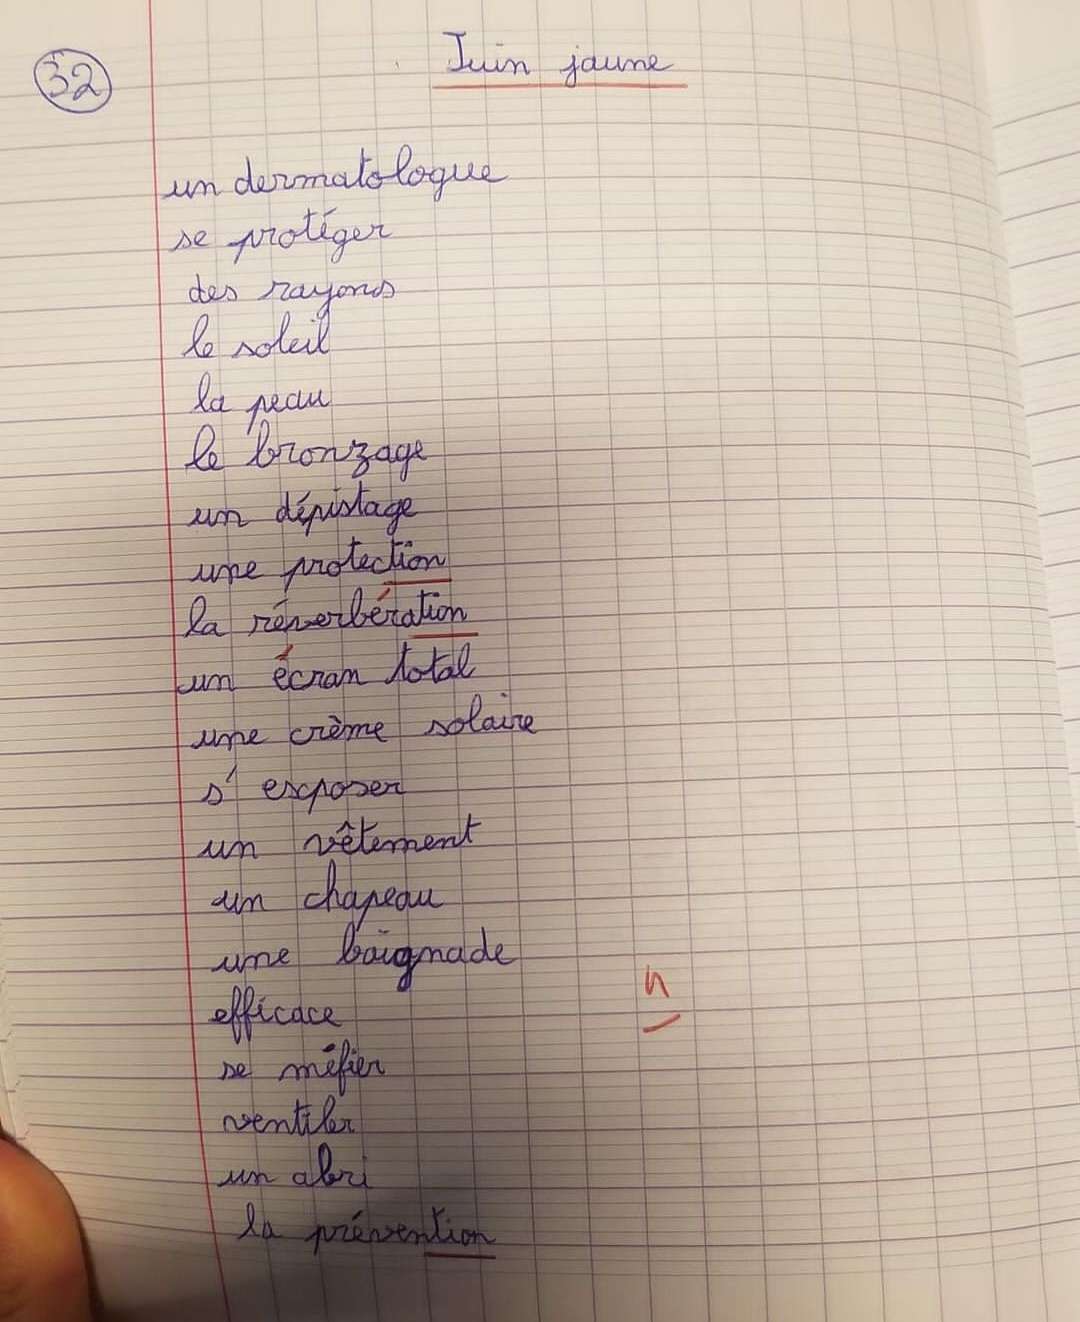 32
Juin jaune
un dermatologue
se protéger
des rayons
le soleil
la peau
le bronzage
un dépistage
une protection
la réverbération
un écran total
une crème solaire
s'exposer
un vêtement
un chapeau
une baignade
n
efficace
se méfier
ventiler
un abri
la prévention